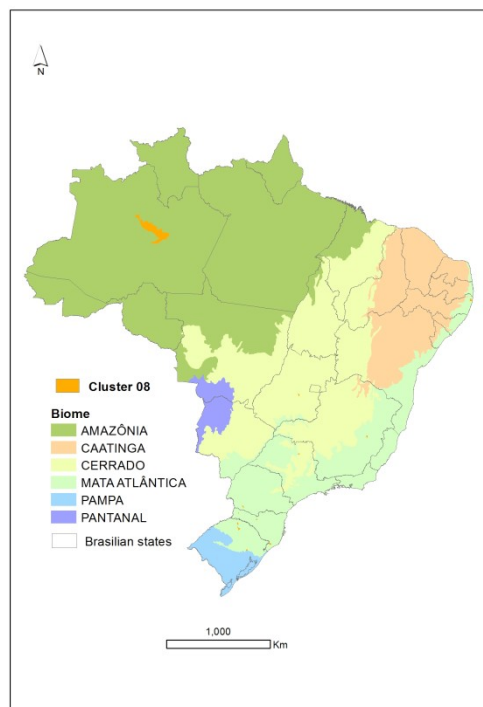 N
Cluster 08
Biome
AMAZÔNIA
CAATINGA
CERRADO
MATA ATLÂNTICA
PAMPA
PANTANAL
Brasilian states
1,000
Km